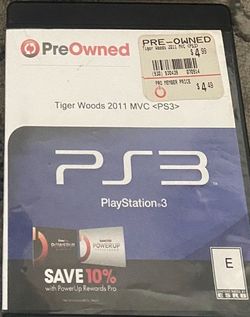 PreOwned
PRE-OWNED
Tiger Woods 2011 MVC <PS3>
$4.99
PRO MEMBER PRICE
$4.49
Tiger Woods 2011 MVC <PS3>
PS3
PlayStation®3
POWERUP
SAVE 10%
with PowerUp Rewards Pro
E
ESRB